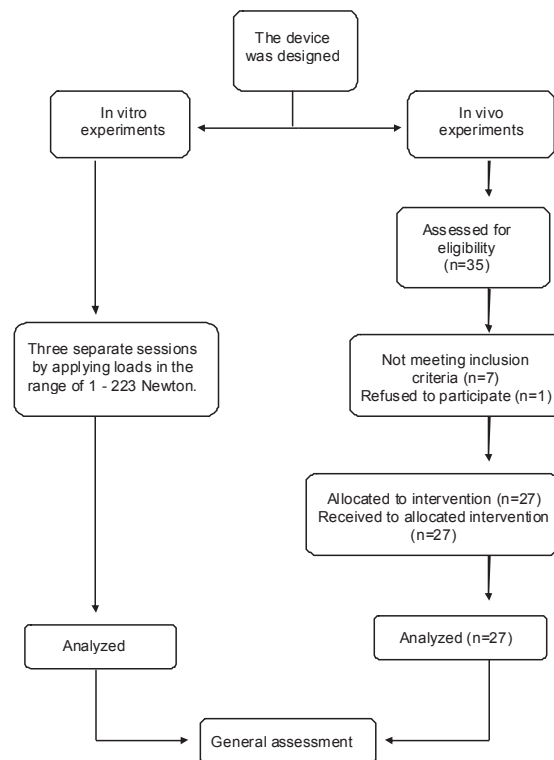 The device
was designed
In vitro
experiments
In vivo
experiments
Assessed for
eligibility
(n=35)
Three separate sessions
by applying loads in the
range of 1 - 223 Newton.
Not meeting inclusion
criteria (n=7)
Refused to participate (n=1)
Allocated to intervention (n=27)
Received to allocated intervention
(n=27)
Analyzed
Analyzed (n=27)
General assessment